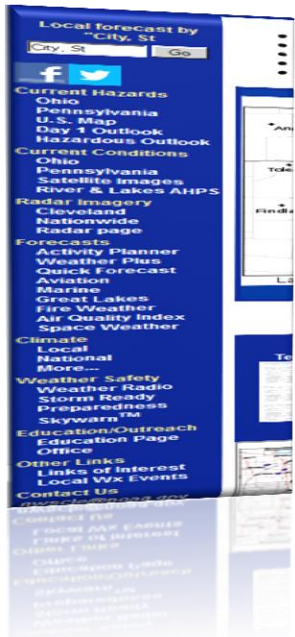 Local forecast by
"City, St
City, St
Go
Current Hazards
Ohio
Pennsylvania
U.S. Map
Day 1 Outlook
Hazardous Outlook
Current Conditions
Ohio
Pennsylvania
Satellite Images
River & Lakes AHPS
Radar Imagery
Cleveland
Nationwide
Radar page
Forecasts
Activity Planner
Weather Plus
Quick Forecast
Aviation
Marine
Great Lakes
Fire Weather
Air Quality Index
Space Weather
Climate
Local
National
More...
Weather Safety
Weather Radio
Storm Ready
Preparedness
Skywarn™
Education/Outreach
Education Page
Office
Other Links
Links of Interest
Local Wx Events
Contact Us